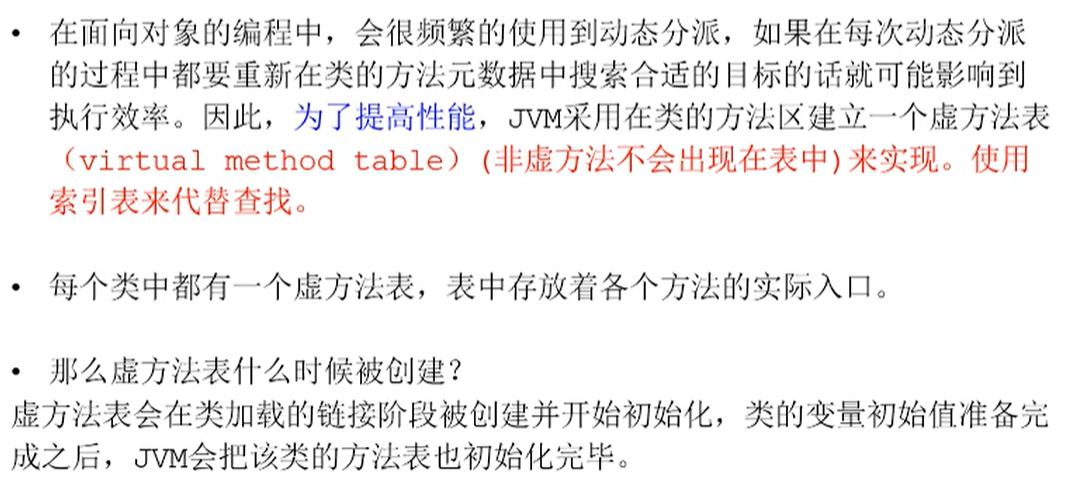 • 在面向对象的编程中，会很频繁的使用到动态分派，如果在每次动态分派
的过程中都要重新在类的方法元数据中搜索合适的目标的话就可能影响到
执行效率。因此，为了提高性能，JVM采用在类的方法区建立一个虚方法表
（virtual method table）(非虚方法不会出现在表中)来实现。使用
索引表来代替查找。
• 每个类中都有一个虚方法表，表中存放着各个方法的实际入口。
• 那么虚方法表什么时候被创建？
虚方法表会在类加载的链接阶段被创建并开始初始化，类的变量初始值准备完
成之后，JVM会把该类的方法表也初始化完毕。